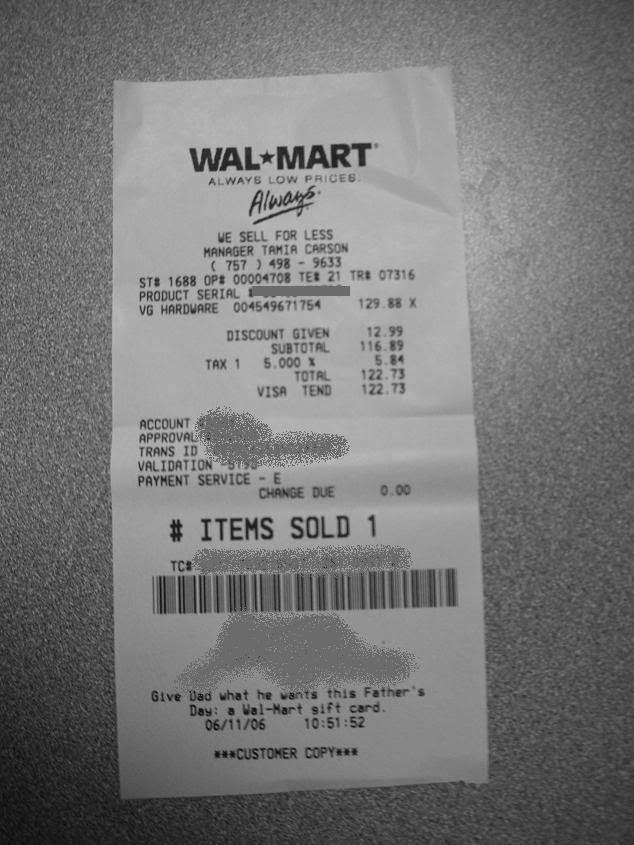 WAL★MART®
ALWAYS LOW PRICES.
Always.
WE SELL FOR LESS
MANAGER TAMIA CARSON
( 757 ) 498 - 9633
ST# 1688 OP# 00004708 TE# 21 TR# 07316
PRODUCT SERIAL #
VG HARDWARE 004549671754 129.88 X
DISCOUNT GIVEN 12.99
SUBTOTAL 116.89
TAX 1 5.000 % 5.84
TOTAL 122.73
VISA TEND 122.73
ACCOUNT
APPROVAL
TRANS ID
VALIDATION
PAYMENT SERVICE - E
CHANGE DUE 0.00
# ITEMS SOLD 1
TC#
Give Dad what he wants this Father's
Day: a Wal-Mart gift card.
06/11/06 10:51:52
***CUSTOMER COPY***